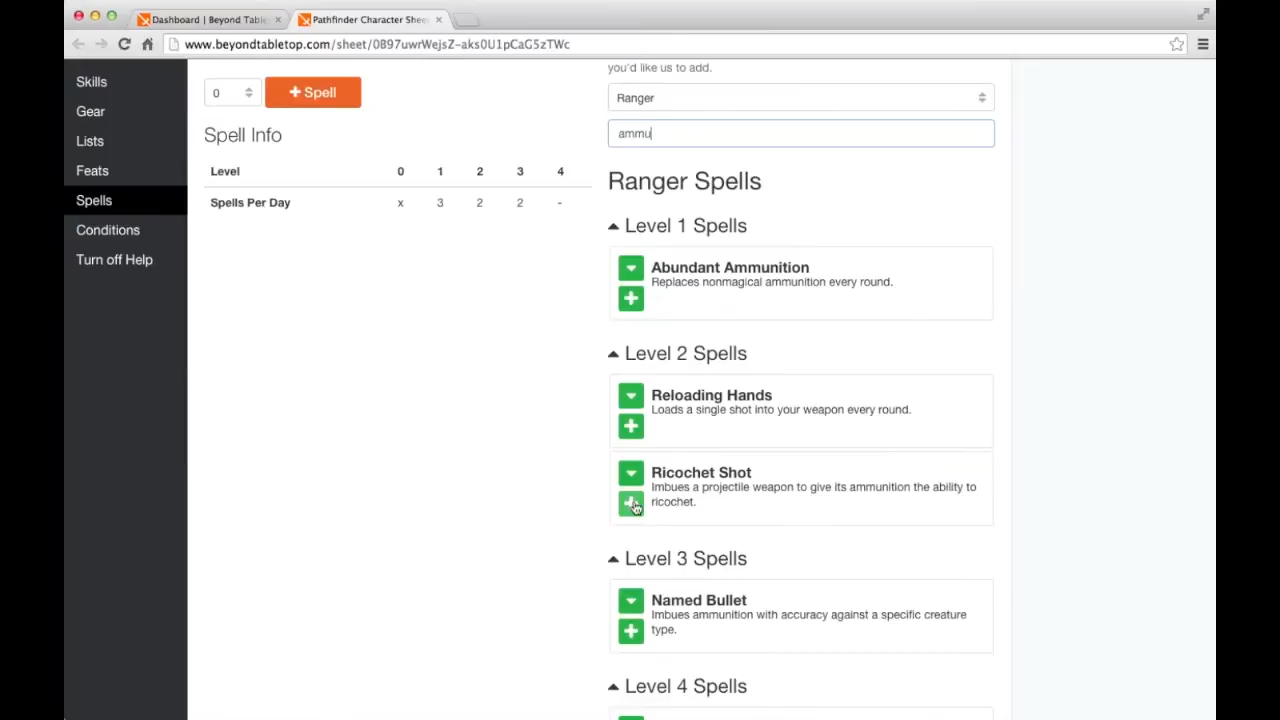 Dashboard | Beyond Table
Pathfinder Character Shee
www.beyondtabletop.com/sheet/0B97uwrWejsZ-aks0U1pCaG5zTWc
Skills
Gear
Lists
Feats
Spells
Conditions
Turn off Help
0
Spell
Spell Info
Level 0 1 2 3 4
Spells Per Day x 3 2 2 -
you'd like us to add.
Ranger
ammu
Ranger Spells
Level 1 Spells
Abundant Ammunition
Replaces nonmagical ammunition every round.
Level 2 Spells
Reloading Hands
Loads a single shot into your weapon every round.
Ricochet Shot
Imbues a projectile weapon to give its ammunition the ability to
ricochet.
Level 3 Spells
Named Bullet
Imbues ammunition with accuracy against a specific creature
type.
Level 4 Spells